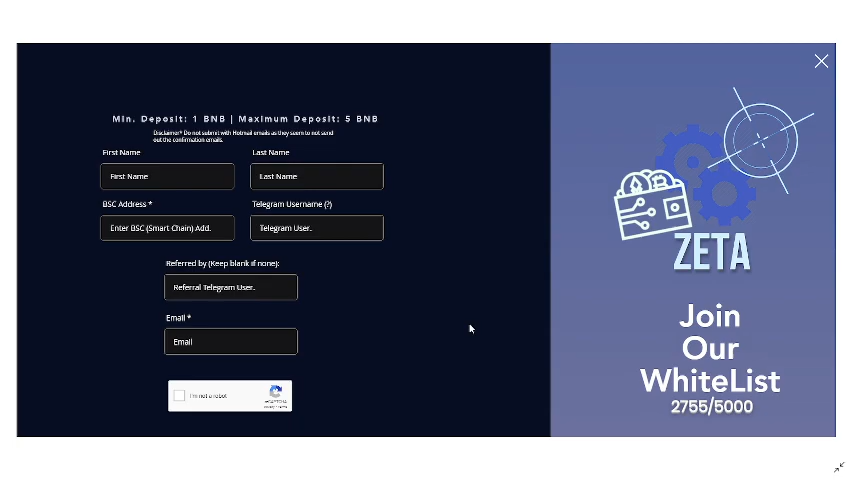 Min. Deposit: 1 BNB | Maximum Deposit: 5 BNB
Disclaimer* Do not submit with Hotmail emails as they seem to not send
out the confirmation emails.
First Name
Last Name
First Name
Last Name
BSC Address *
Telegram Username (?)
Enter BSC (Smart Chain) Add.
Telegram User.
Referred by (Keep blank if none):
Referral Telegram User.
Email *
Email
I'm not a robot
reCAPTCHA
ZETA
Join
Our
WhiteList
2755/5000